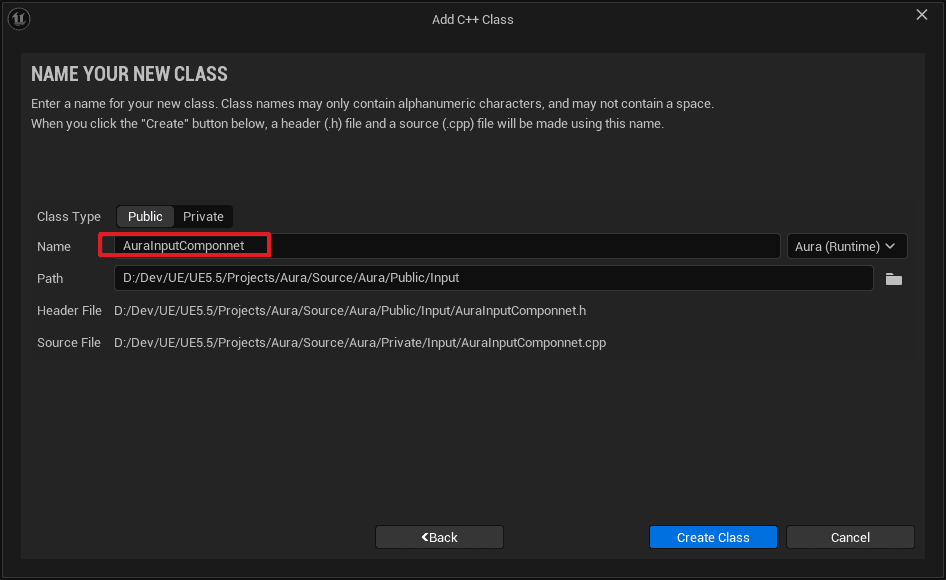 Add C++ Class
NAME YOUR NEW CLASS
Enter a name for your new class. Class names may only contain alphanumeric characters, and may not contain a space.
When you click the "Create" button below, a header (.h) file and a source (.cpp) file will be made using this name.
Class Type Public Private
Name AuraInputComponnet Aura (Runtime)
Path D:/Dev/UE/UE5.5/Projects/Aura/Source/Aura/Public/Input
Header File D:/Dev/UE/UE5.5/Projects/Aura/Source/Aura/Public/Input/AuraInputComponnet.h
Source File D:/Dev/UE/UE5.5/Projects/Aura/Source/Aura/Private/Input/AuraInputComponnet.cpp
Back Create Class Cancel